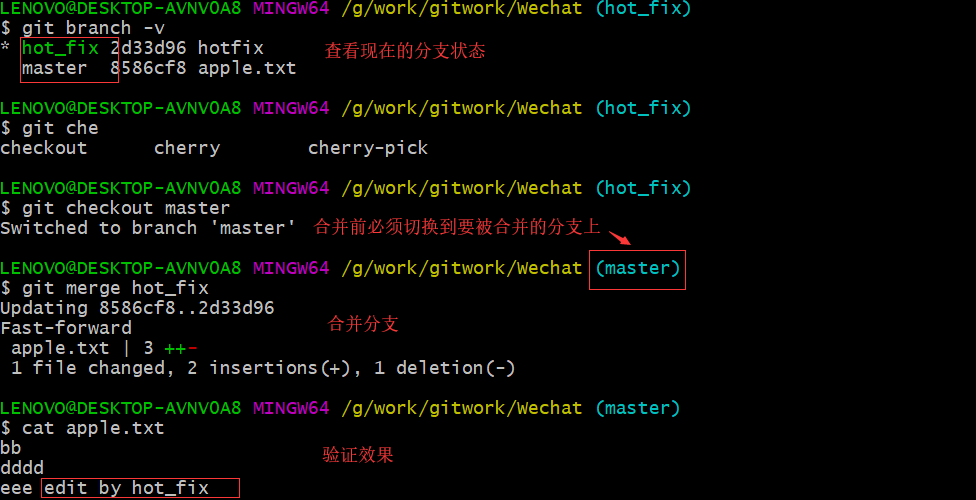 LENOVO@DESKTOP-AVNV0A8 MINGW64 /g/work/gitwork/Wechat (hot_fix)
$ git branch -v
* hot_fix 2d33d96 hotfix
查看现在的分支状态
master 8586cf8 apple.txt
LENOVO@DESKTOP-AVNV0A8 MINGW64 /g/work/gitwork/Wechat (hot_fix)
$ git che
checkout cherry cherry-pick
LENOVO@DESKTOP-AVNV0A8 MINGW64 /g/work/gitwork/Wechat (hot_fix)
$ git checkout master
Switched to branch 'master' 合并前必须切换到要被合并的分支上
LENOVO@DESKTOP-AVNV0A8 MINGW64 /g/work/gitwork/Wechat (master)
$ git merge hot_fix
Updating 8586cf8..2d33d96
Fast-forward 合并分支
apple.txt | 3 ++-
1 file changed, 2 insertions(+), 1 deletion(-)
LENOVO@DESKTOP-AVNV0A8 MINGW64 /g/work/gitwork/Wechat (master)
$ cat apple.txt
bb
验证效果
dddd
eee edit by hot_fix